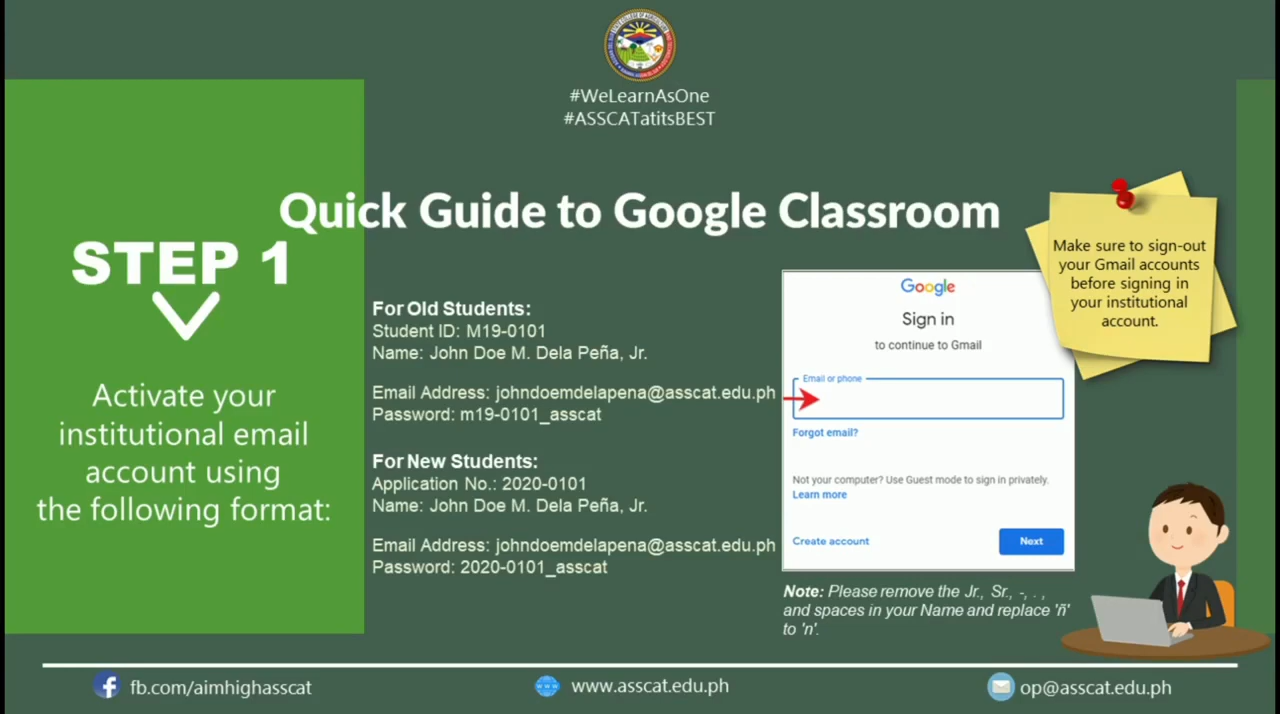 #WeLearnAsOne
#ASSCATatitsBEST
Quick Guide to Google Classroom
STEP 1
Activate your
institutional email
account using
the following format:
For Old Students:
Student ID: M19-0101
Name: John Doe M. Dela Peña, Jr.
Email Address: johndoemdelapena@asscat.edu.ph
Password: m19-0101_asscat
For New Students:
Application No.: 2020-0101
Name: John Doe M. Dela Peña, Jr.
Email Address: johndoemdelapena@asscat.edu.ph
Password: 2020-0101_asscat
Google
Sign in
to continue to Gmail
Email or phone
Forgot email?
Not your computer? Use Guest mode to sign in privately.
Learn more
Create account
Next
Note: Please remove the Jr., Sr., -, . ,
and spaces in your Name and replace 'ñ'
to 'n'.
Make sure to sign-out
your Gmail accounts
before signing in
your institutional
account.
fb.com/aimhighasscat
www.asscat.edu.ph
op@asscat.edu.ph